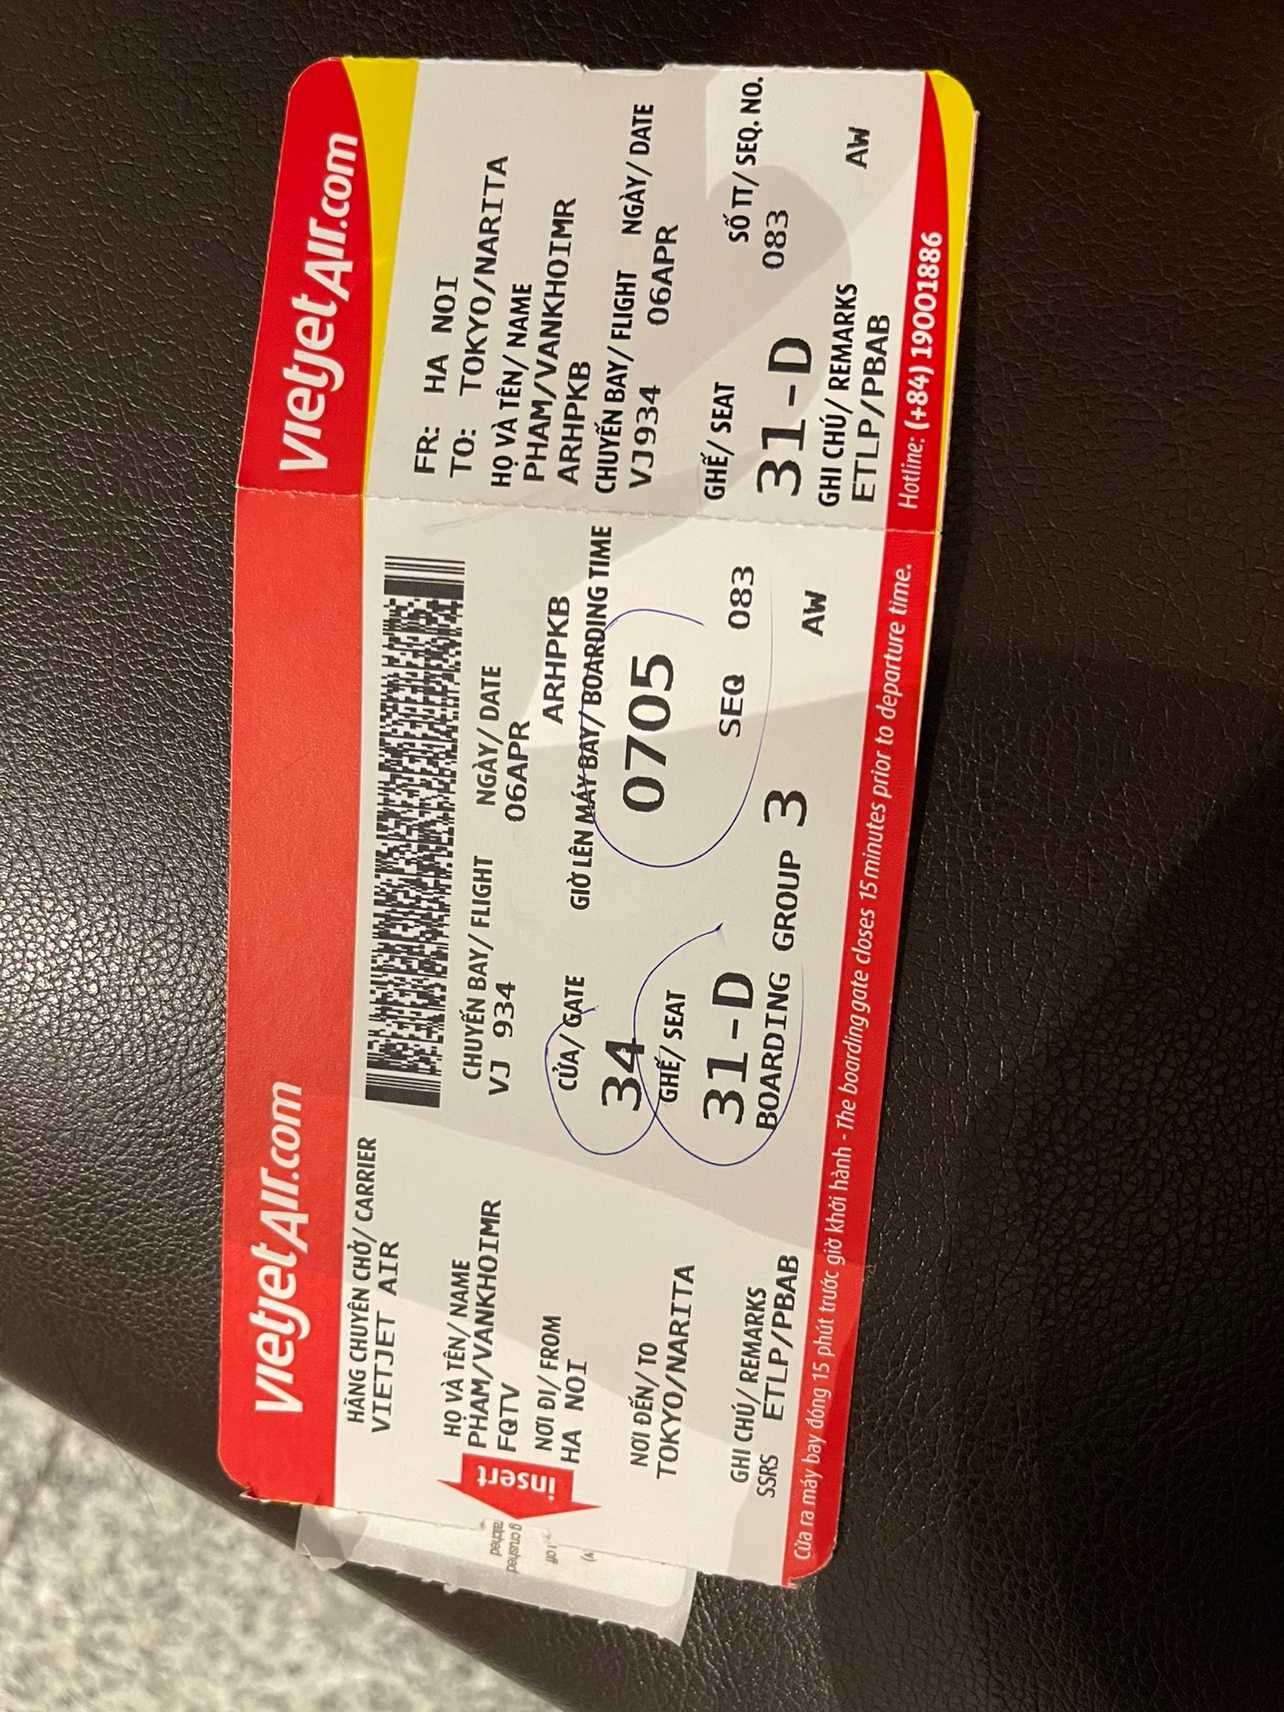 vietjetAir.com
HÃNG CHUYÊN CHỞ/ CARRIER
VIETJET AIR
HỌ VÀ TÊN/ NAME
PHAM/VANKHOIMR
FQTV
NƠI ĐI/ FROM
HA NOI
NƠI ĐẾN/ TO
TOKYO/NARITA
GHI CHÚ/ REMARKS
SSRS ETLP/PBAB
insert
CHUYẾN BAY/ FLIGHT NGÀY/ DATE
VJ 934 06APR
ARHPKB
CỬA/ GATE GIỜ LÊN MÁY BAY/ BOARDING TIME
34 0705
GHẾ/ SEAT
31-D SEQ 083
BOARDING GROUP 3 AW
Cửa ra máy bay đóng 15 phút trước giờ khởi hành - The boarding gate closes 15 minutes prior to departure time.
vietjetAir.com
FR: HA NOI
TO: TOKYO/NARITA
HỌ VÀ TÊN/ NAME
PHAM/VANKHOIMR
ARHPKB
CHUYẾN BAY/ FLIGHT NGÀY/ DATE
VJ934 06APR
GHẾ/ SEAT SỐ TT/ SEQ. NO.
31-D 083
GHI CHÚ/ REMARKS
ETLP/PBAB AW
Hotline: (+84) 19001886
g crushed